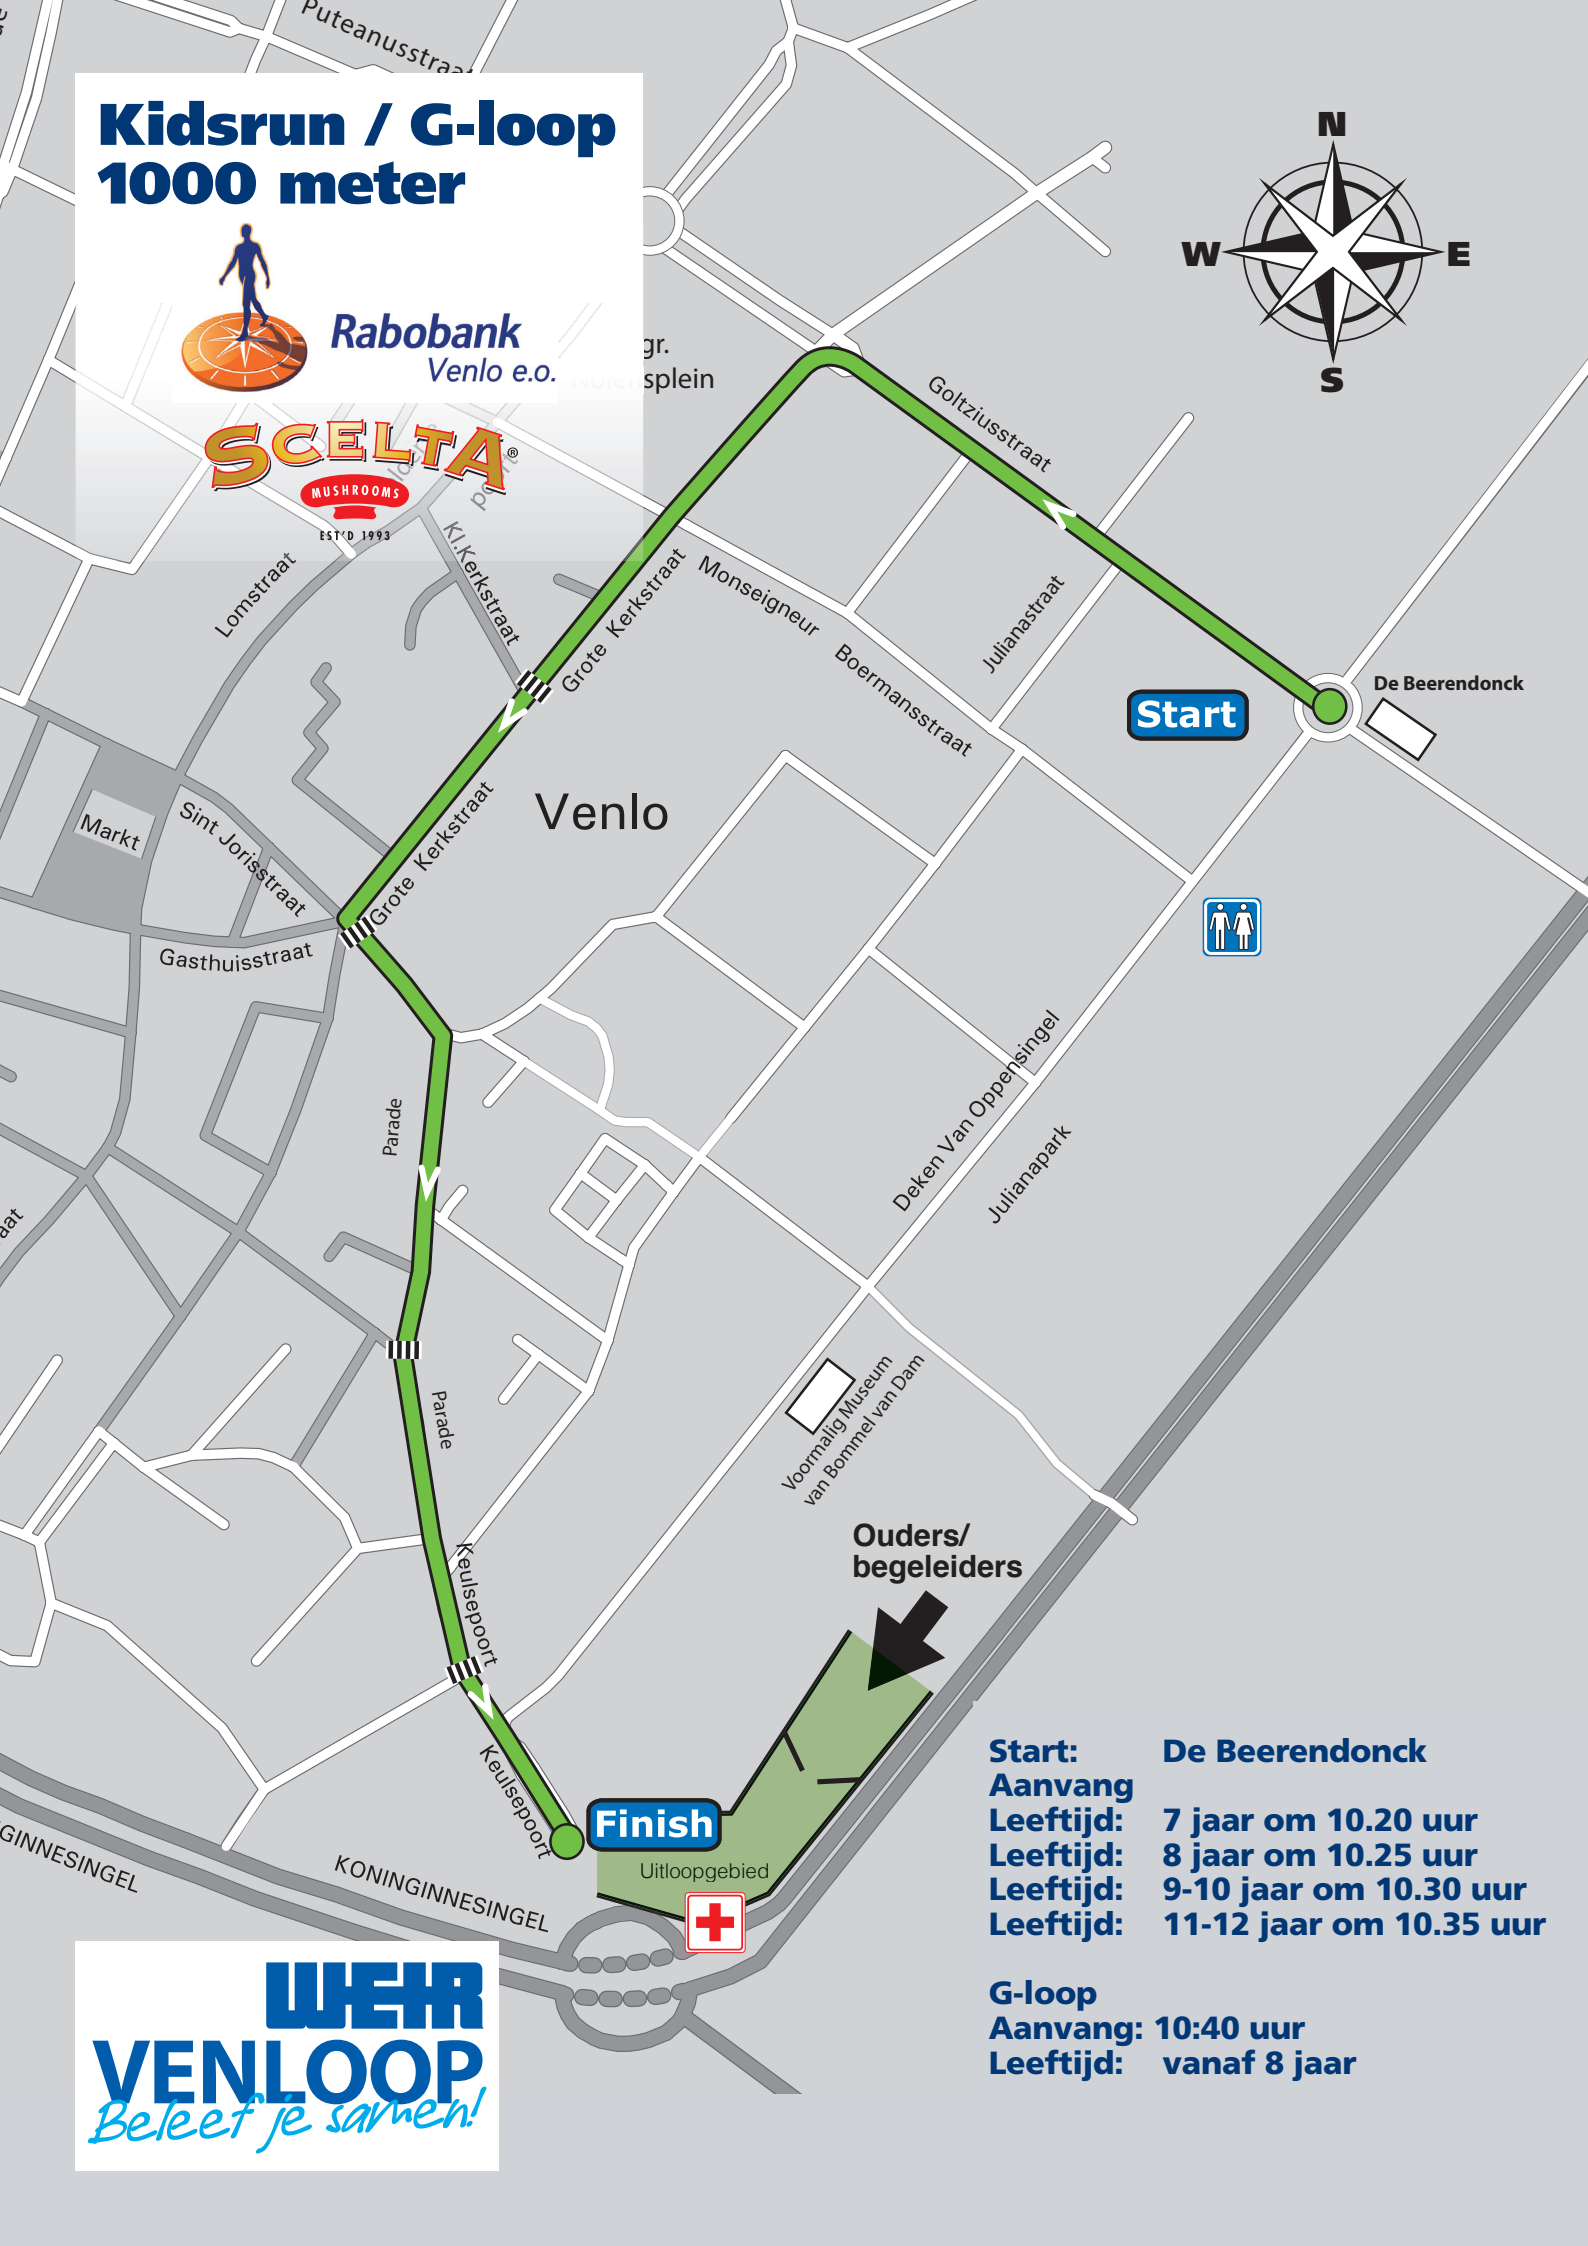 Puteanusstraat
Kidsrun / G-loop
1000 meter
N
W
E
S
Rabobank
Venlo e.o.
gr.
Nolensplein
Goltziusstraat
SCELTA®
MUSHROOMS
EST'D 1993
poort
Kl.Kerkstraat
Lomstraat
Grote Kerkstraat
Monseigneur
Boermansstraat
Julianastraat
De Beerendonck
Start
Venlo
Markt
Sint Jorisstraat
Grote Kerkstraat
Gasthuisstraat
Deken Van Oppensingel
Julianapark
Parade
aat
Parade
Voormalig Museum
van Bommel van Dam
Ouders/
begeleiders
Keulsepoort
Keulsepoort
Finish
Uitloopgebied
GINNESINGEL
KONINGINNESINGEL
Start: De Beerendonck
Aanvang
Leeftijd: 7 jaar om 10.20 uur
Leeftijd: 8 jaar om 10.25 uur
Leeftijd: 9-10 jaar om 10.30 uur
Leeftijd: 11-12 jaar om 10.35 uur
G-loop
Aanvang: 10:40 uur
Leeftijd: vanaf 8 jaar
WEIR
VENLOOP
Beleef je samen!